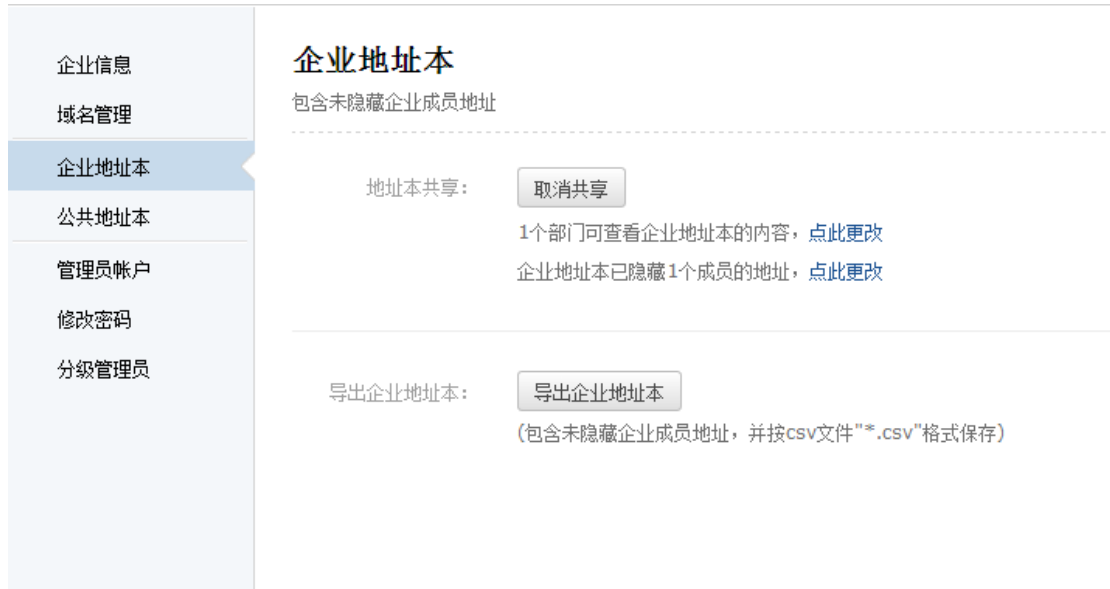 企业信息
域名管理
企业地址本
公共地址本
管理员帐户
修改密码
分级管理员
企业地址本
包含未隐藏企业成员地址
地址本共享： 取消共享
1个部门可查看企业地址本的内容，点此更改
企业地址本已隐藏1个成员的地址，点此更改
导出企业地址本： 导出企业地址本
(包含未隐藏企业成员地址，并按csv文件"*.csv"格式保存)